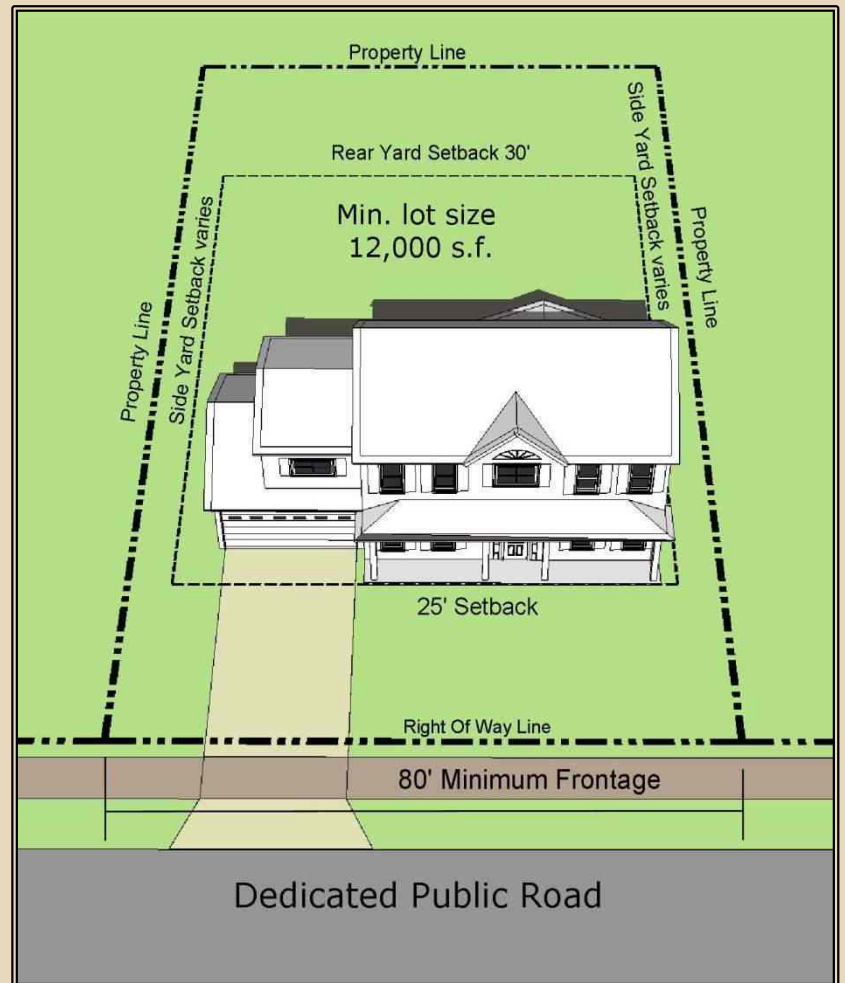 Property Line
Rear Yard Setback 30'
Min. lot size
12,000 s.f.
Side Yard Setback varies
Property Line
Side Yard Setback varies
Property Line
25' Setback
Right Of Way Line
80' Minimum Frontage
Dedicated Public Road